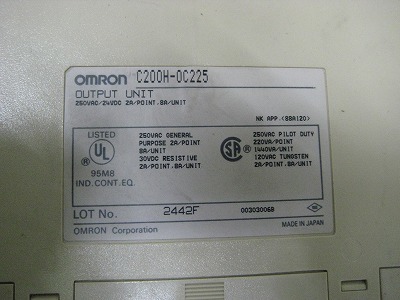 OMRON C200H-OC225
OUTPUT UNIT
250VAC/24VDC 2A/POINT.8A/UNIT
NK APP.(88A120)
LISTED
UL
95M8
IND.CONT.EQ.
250VAC GENERAL
PURPOSE 2A/POINT
8A/UNIT
30VDC RESISTIVE
2A/POINT.8A/UNIT
SA
250VAC PILOT DUTY
220VA/POINT
1440VA/UNIT
120VAC TUNGSTEN
2A/POINT.8A/UNIT
LOT No. 2442F
OMRON Corporation
MADE IN JAPAN